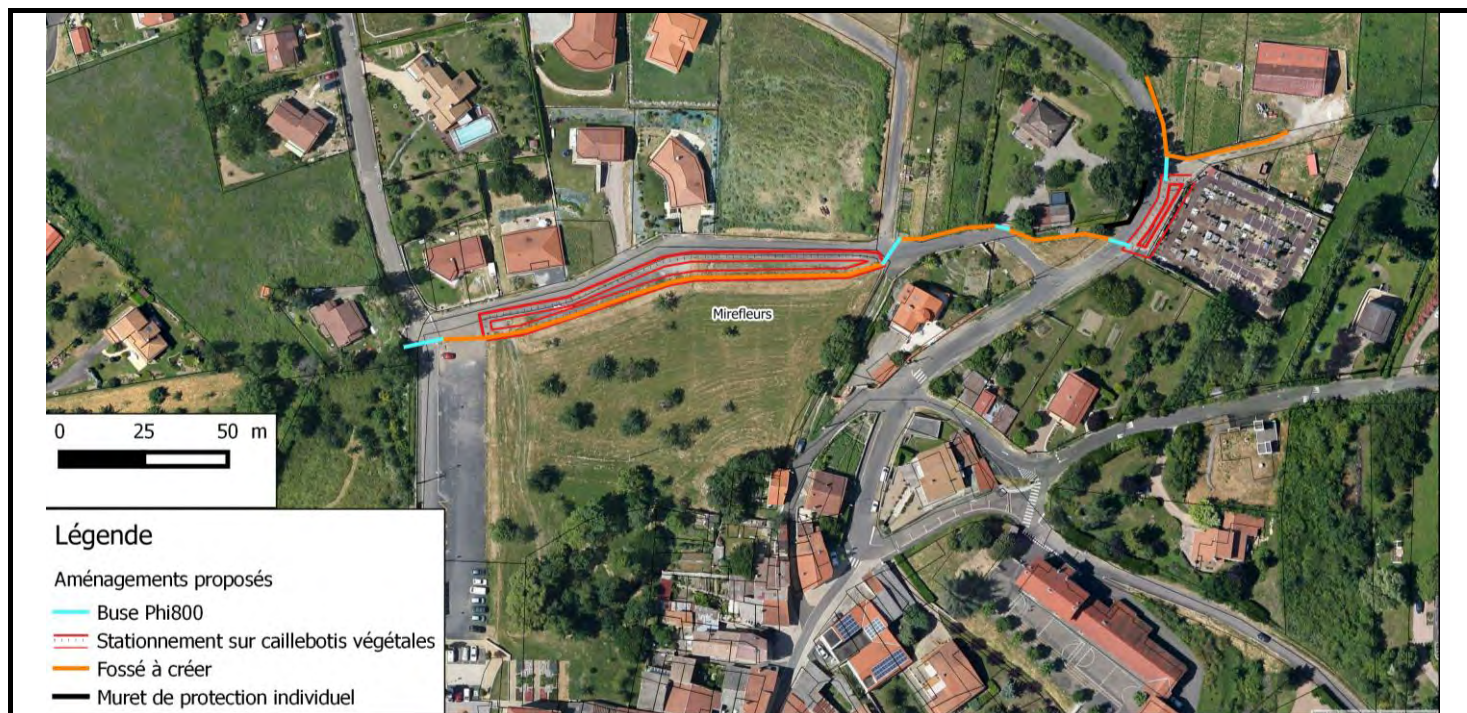 Mirefleurs
0 25 50 m
Légende
Aménagements proposés
Buse Phi800
Stationnement sur caillebotis végétales
Fossé à créer
Muret de protection individuel